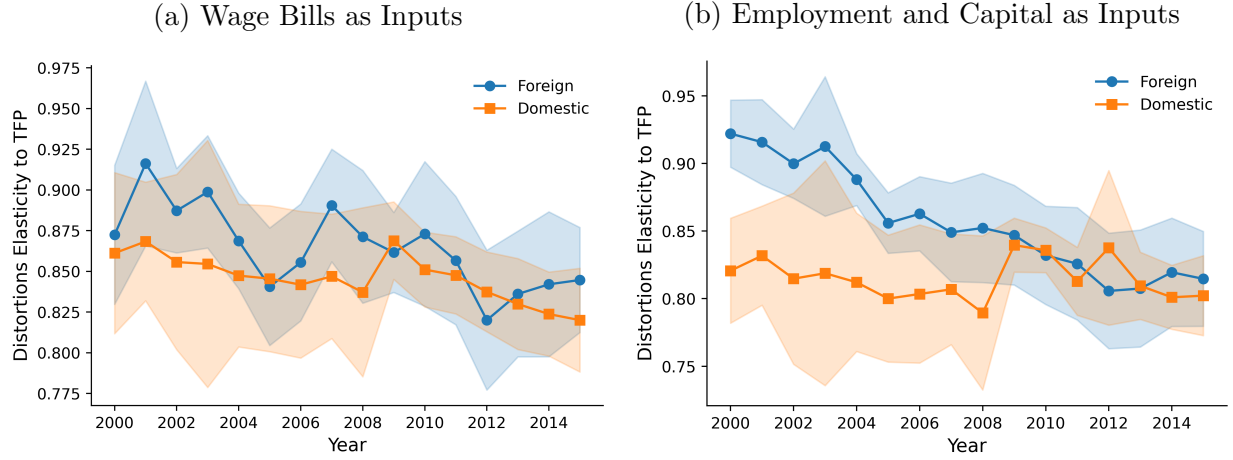 (a) Wage Bills as Inputs
Distortions Elasticity to TFP
0.975
0.950
0.925
0.900
0.875
0.850
0.825
0.800
0.775
Foreign
Domestic
2000 2002 2004 2006 2008 2010 2012 2014
Year
(b) Employment and Capital as Inputs
Distortions Elasticity to TFP
0.95
0.90
0.85
0.80
0.75
Foreign
Domestic
2000 2002 2004 2006 2008 2010 2012 2014
Year